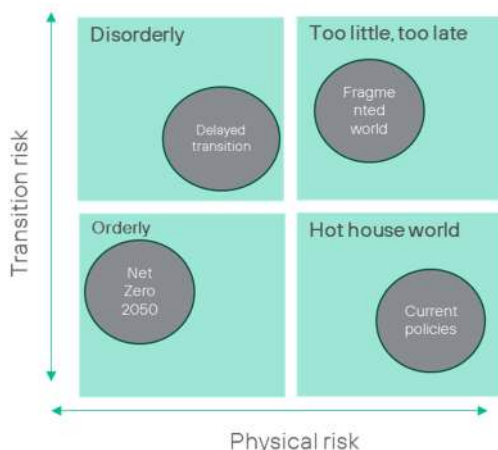 Disorderly
Too little, too late
Delayed
transition
Fragme
nted
world
Orderly
Hot house world
Net
Zero
2050
Current
policies
Transition risk
Physical risk